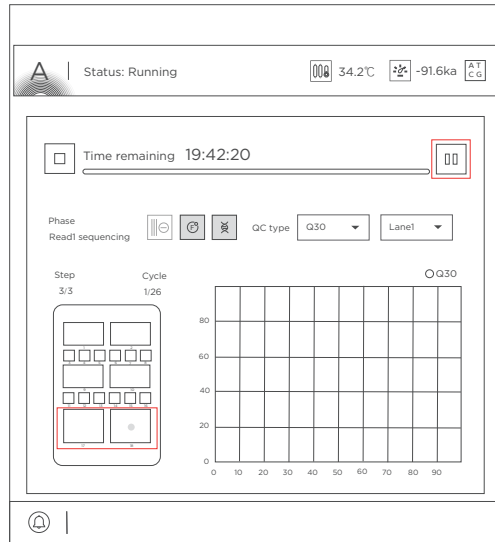 A
Status: Running
34.2℃
-91.6ka
A T
C G
Time remaining 19:42:20
Phase
Read1 sequencing
F
QC type
Q30
Lane1
Step
Cycle
3/3
1/26
Q30
80
60
40
20
0
0 10 20 30 40 50 60 70 80 90